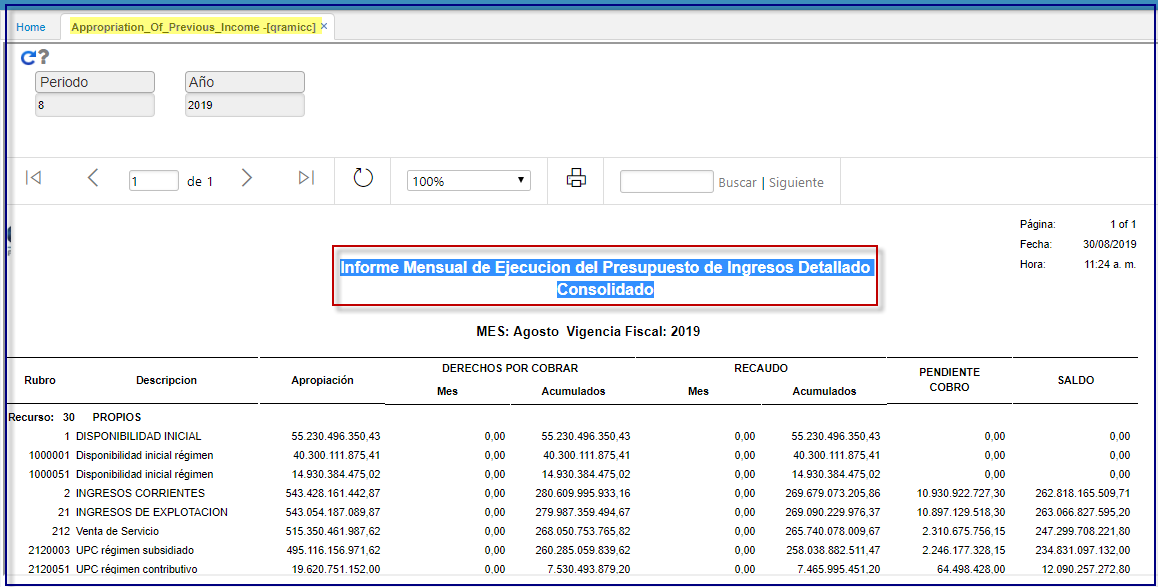 Home
Appropriation_Of_Previous_Income -[qramicc] ×
?
Periodo Año
8 2019
1 de 1 100% Buscar | Siguiente
Página: 1 of 1
Fecha: 30/08/2019
Hora: 11:24 a. m.
Informe Mensual de Ejecucion del Presupuesto de Ingresos Detallado
Consolidado
MES: Agosto Vigencia Fiscal: 2019
DERECHOS POR COBRAR RECAUDO PENDIENTE
Rubro Descripcion Apropiación COBRO SALDO
Mes Acumulados Mes Acumulados
Recurso: 30 PROPIOS
1 DISPONIBILIDAD INICIAL 55.230.496.350,43 0,00 55.230.496.350,43 0,00 55.230.496.350,43 0,00 0,00
1000001 Disponibilidad inicial régimen 40.300.111.875,41 0,00 40.300.111.875,41 0,00 40.300.111.875,41 0,00 0,00
1000051 Disponibilidad inicial régimen 14.930.384.475,02 0,00 14.930.384.475,02 0,00 14.930.384.475,02 0,00 0,00
2 INGRESOS CORRIENTES 543.428.161.442,87 0,00 280.609.995.933,16 0,00 269.679.073.205,86 10.930.922.727,30 262.818.165.509,71
21 INGRESOS DE EXPLOTACION 543.054.187.089,87 0,00 279.987.359.494,67 0,00 269.090.229.976,37 10.897.129.518,30 263.066.827.595,20
212 Venta de Servicio 515.350.461.987,62 0,00 268.050.753.765,82 0,00 265.740.078.009,67 2.310.675.756,15 247.299.708.221,80
2120003 UPC régimen subsidiado 495.116.156.971,62 0,00 260.285.059.839,62 0,00 258.038.882.511,47 2.246.177.328,15 234.831.097.132,00
2120051 UPC régimen contributivo 19.620.751.152,00 0,00 7.530.493.879,20 0,00 7.465.995.451,20 64.498.428,00 12.090.257.272,80